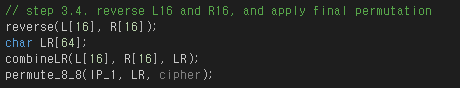 // step 3.4. reverse L16 and R16, and apply final permutation
reverse(L[16], R[16]);
char LR[64];
combineLR(L[16], R[16], LR);
permute_8_8(IP_1, LR, cipher);